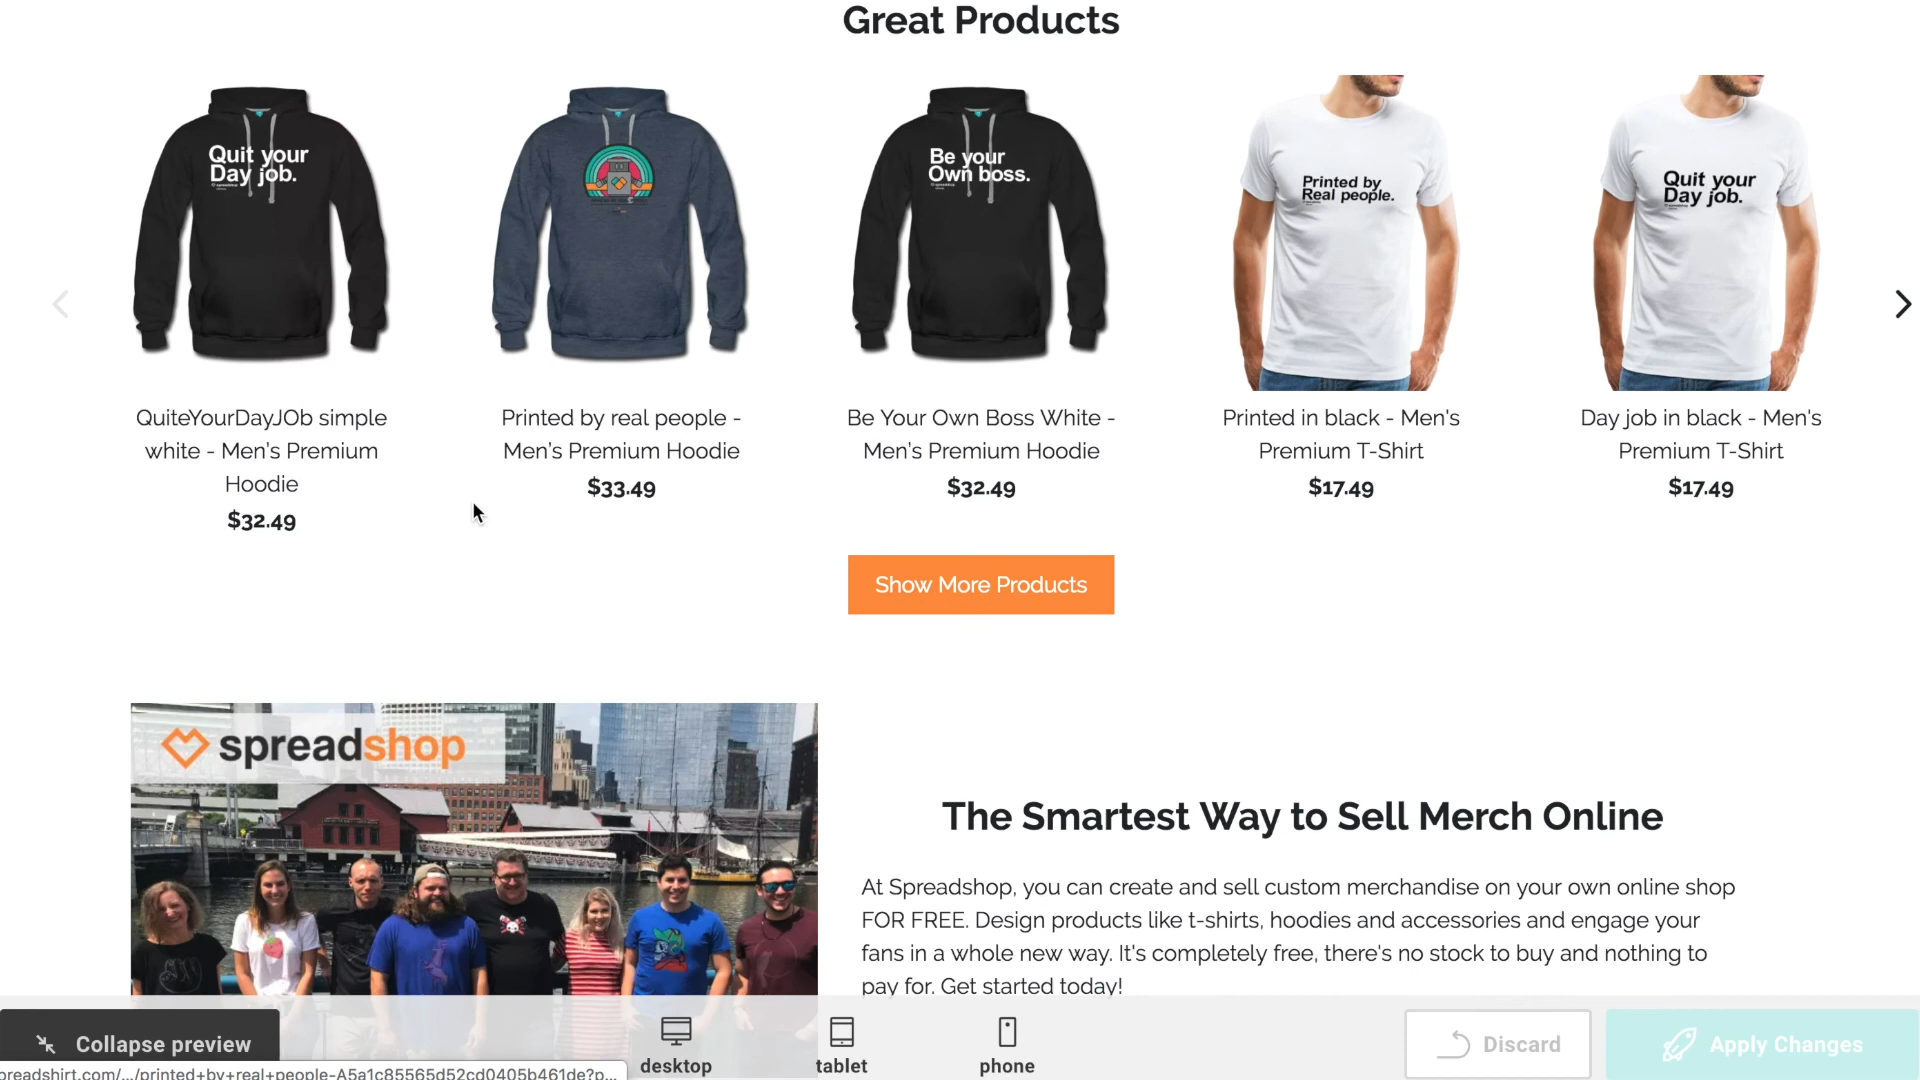 Great Products
Quit your
Day job.
Be your
Own boss.
Printed by
Real people.
Quit your
Day job.
QuiteYourDayJOb simple
white - Men's Premium
Hoodie
$32.49
Printed by real people -
Men's Premium Hoodie
$33.49
Be Your Own Boss White -
Men's Premium Hoodie
$32.49
Printed in black - Men's
Premium T-Shirt
$17.49
Day job in black - Men's
Premium T-Shirt
$17.49
Show More Products
spreadshop
The Smartest Way to Sell Merch Online
At Spreadshop, you can create and sell custom merchandise on your own online shop
FOR FREE. Design products like t-shirts, hoodies and accessories and engage your
fans in a whole new way. It's completely free, there's no stock to buy and nothing to
pay for. Get started today!
Collapse preview
desktop
tablet
phone
Discard
Apply Changes
preadshirt.com/.../printed+by+real+people-A5a1c85565d52cd0405b461de?p...